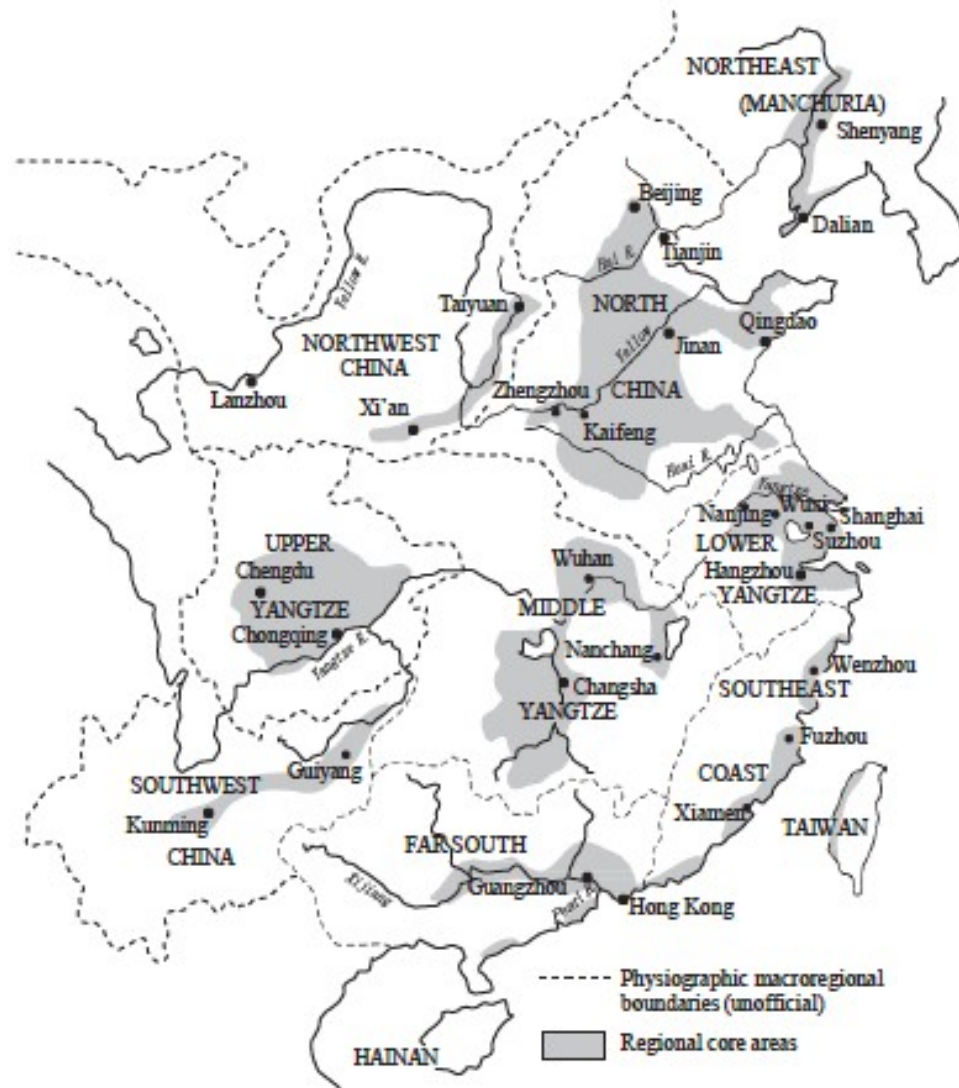 NORTHEAST
(MANCHURIA)
Shenyang
Beijing
Dalian
Tianjin
Hai R.
Yellow R.
Taiyuan
NORTH
Qingdao
NORTHWEST
CHINA
Yellow
Jinan
Lanzhou
Zhengzhou
CHINA
Xi'an
Kaifeng
Huai R.
Yangtze
Nanjing
Wuxi
Shanghai
LOWER
Suzhou
UPPER
Wuhan
Hangzhou
Chengdu
YANGTZE
YANGTZE
MIDDLE
Chongqing
Yangtze R.
Nanchang
Wenzhou
Changsha
SOUTHEAST
YANGTZE
Fuzhou
Guiyang
SOUTHWEST
COAST
Kunming
Xiamen
TAIWAN
CHINA
FAR SOUTH
Guangzhou
Xijiang
Pearl R.
Hong Kong
Physiographic macroregional
boundaries (unofficial)
Regional core areas
HAINAN